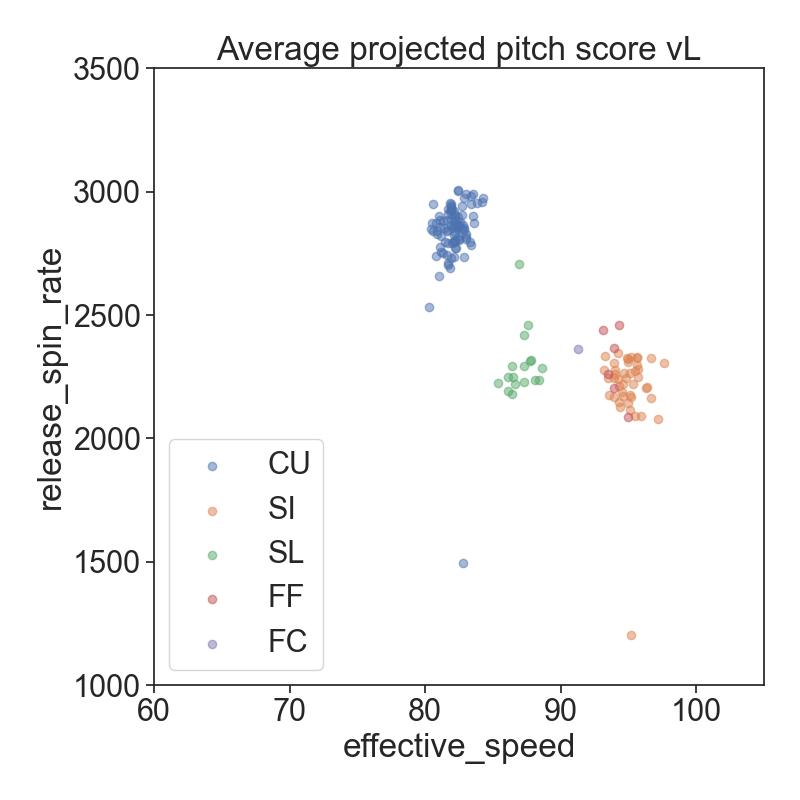 Average projected pitch score vL
3500
3000
2500
2000
1500
1000
release_spin_rate
CU
SI
SL
FF
FC
60 70 80 90 100
effective_speed